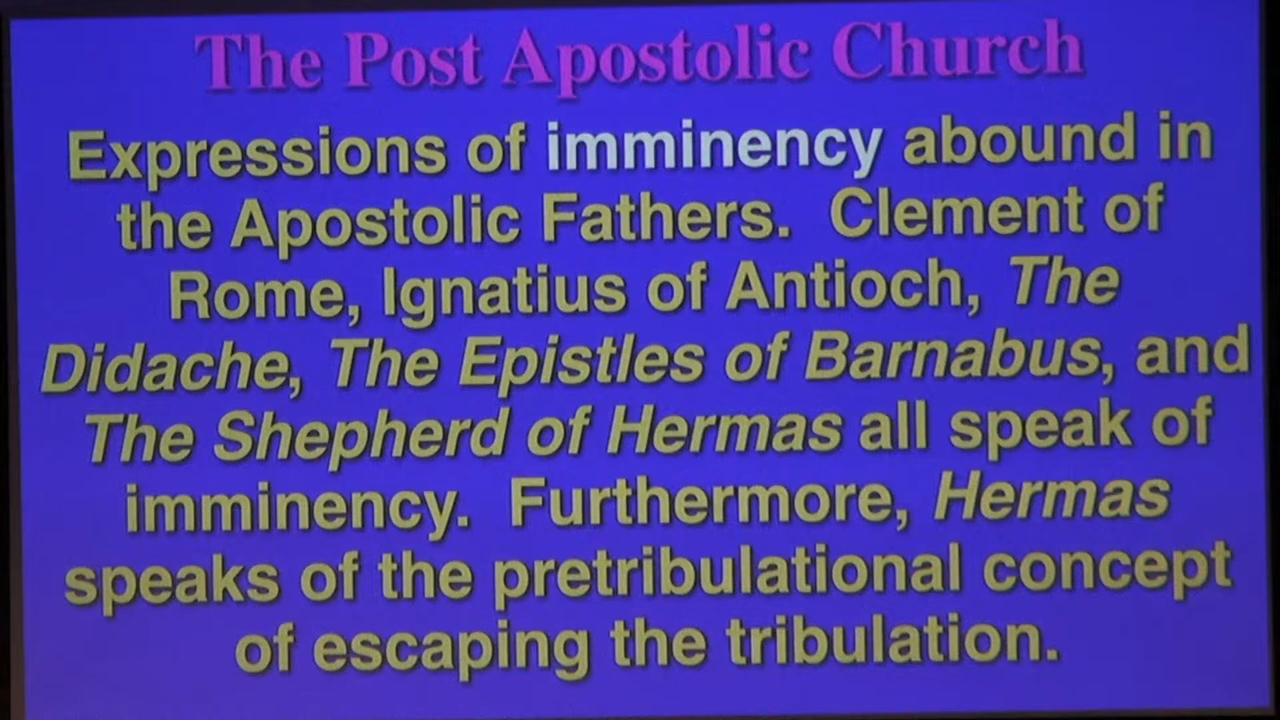 The Post Apostolic Church
Expressions of imminency abound in
the Apostolic Fathers. Clement of
Rome, Ignatius of Antioch, The
Didache, The Epistles of Barnabus, and
The Shepherd of Hermas all speak of
imminency. Furthermore, Hermas
speaks of the pretribulational concept
of escaping the tribulation.